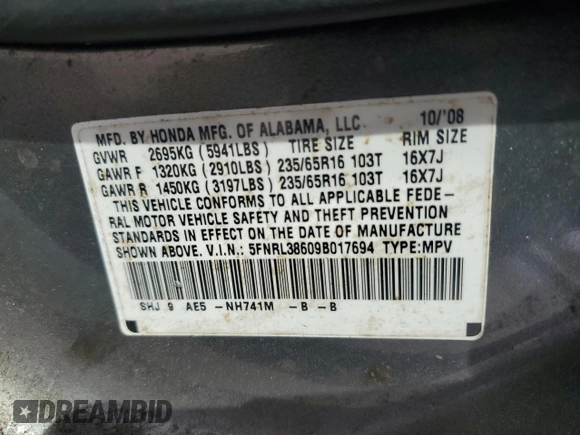 MFD. BY HONDA MFG. OF ALABAMA, LLC. 10/'08
GVWR 2695KG (5941LBS) TIRE SIZE RIM SIZE
GAWR F 1320KG (2910LBS) 235/65R16 103T 16X7J
GAWR R 1450KG (3197LBS) 235/65R16 103T 16X7J
THIS VEHICLE CONFORMS TO ALL APPLICABLE FEDE-
RAL MOTOR VEHICLE SAFETY AND THEFT PREVENTION
STANDARDS IN EFFECT ON THE DATE OF MANUFACTURE
SHOWN ABOVE. V.I.N.: 5FNRL38609B017694 TYPE:MPV
SHJ 9 AE5 -NH741M -B -B
DREAMBID